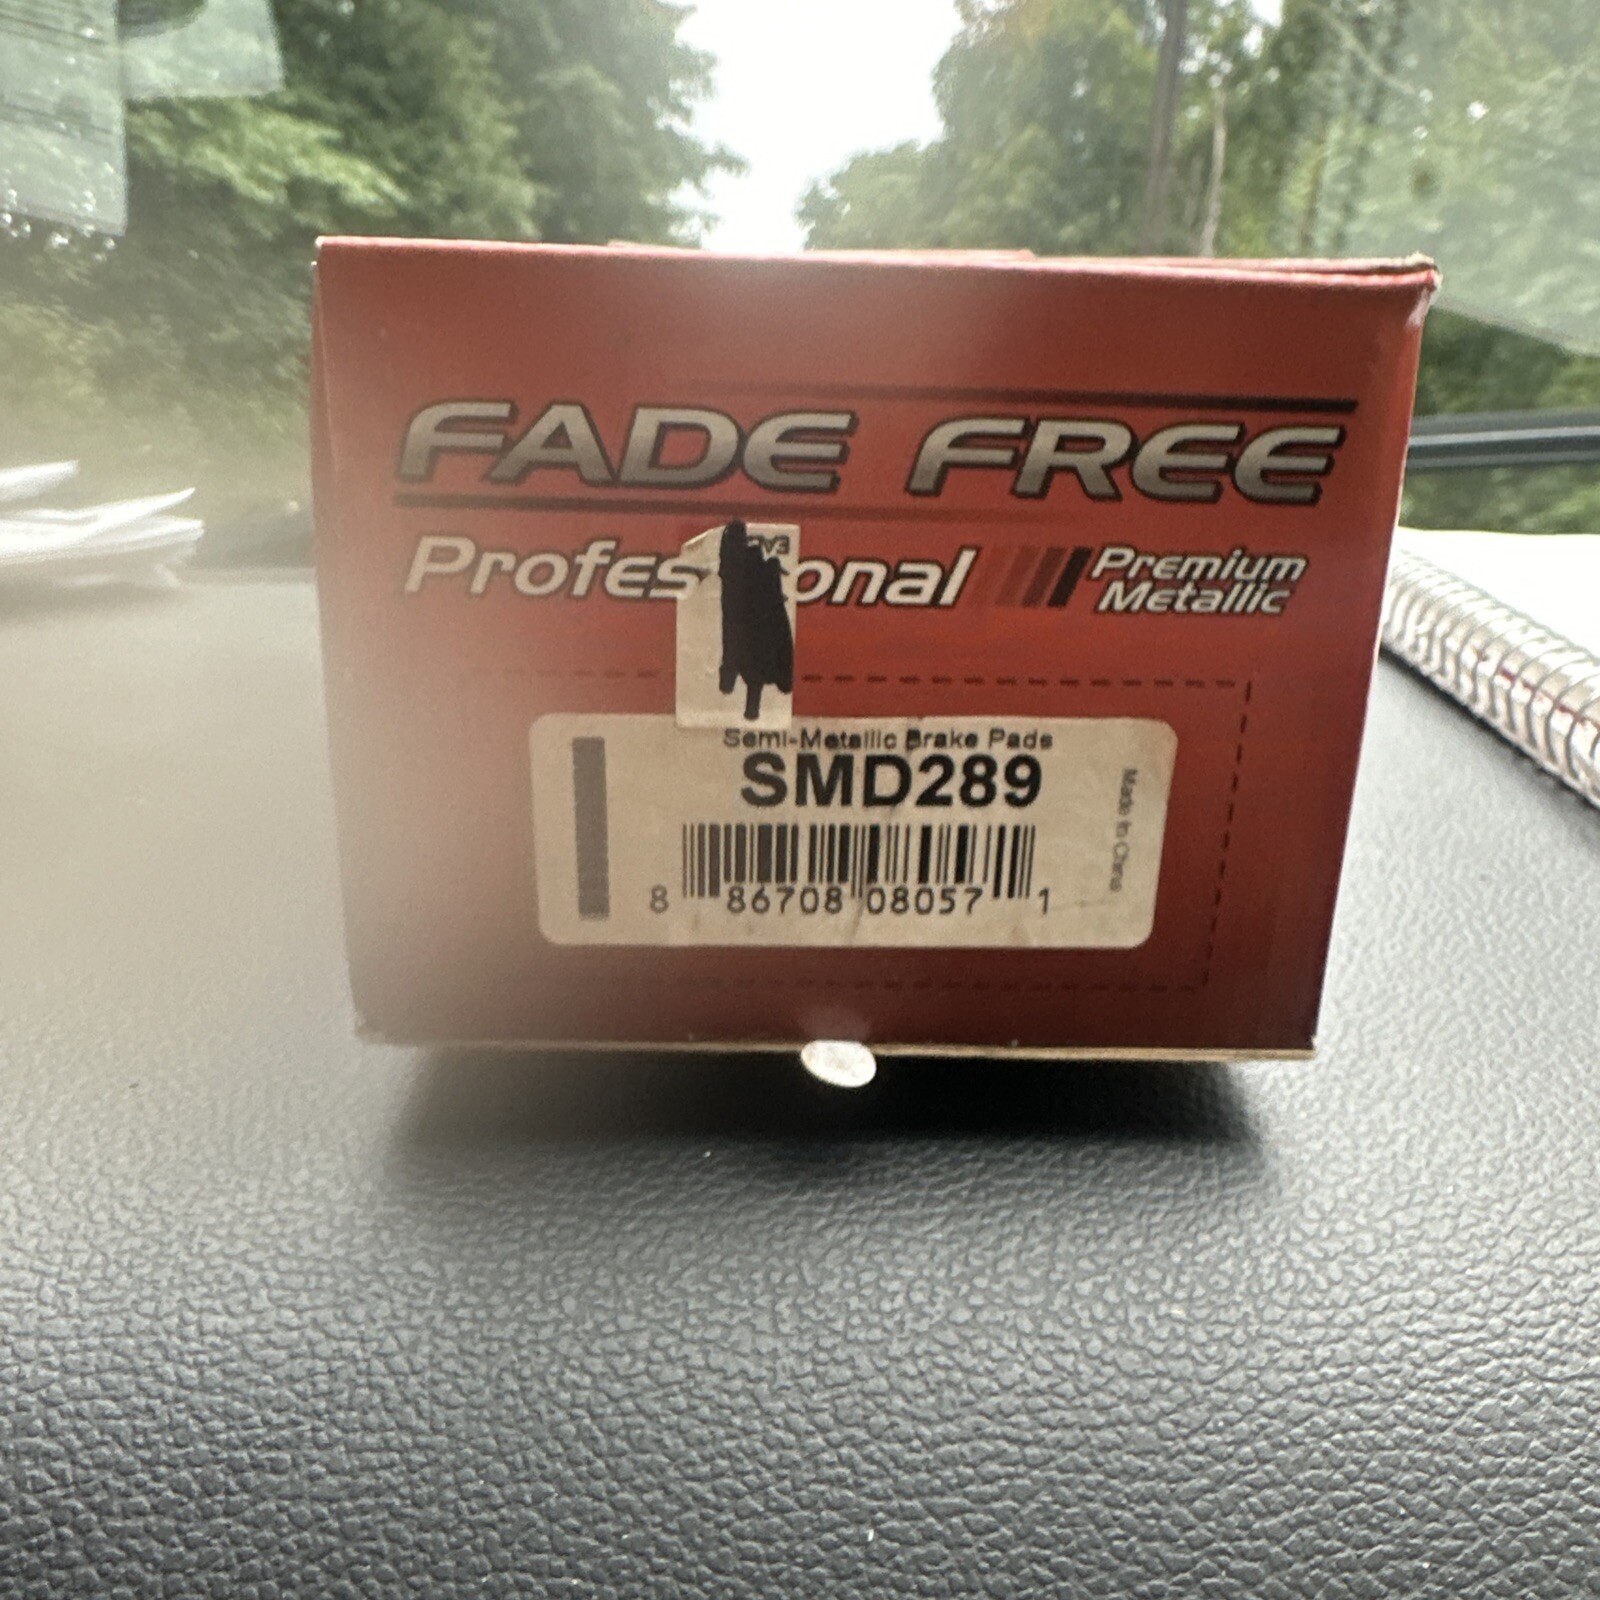 FADE FREE
Profes onal Premium Metallic
Semi-Metallic Brake Pads
SMD289
Made in China
8 86708 08057 1